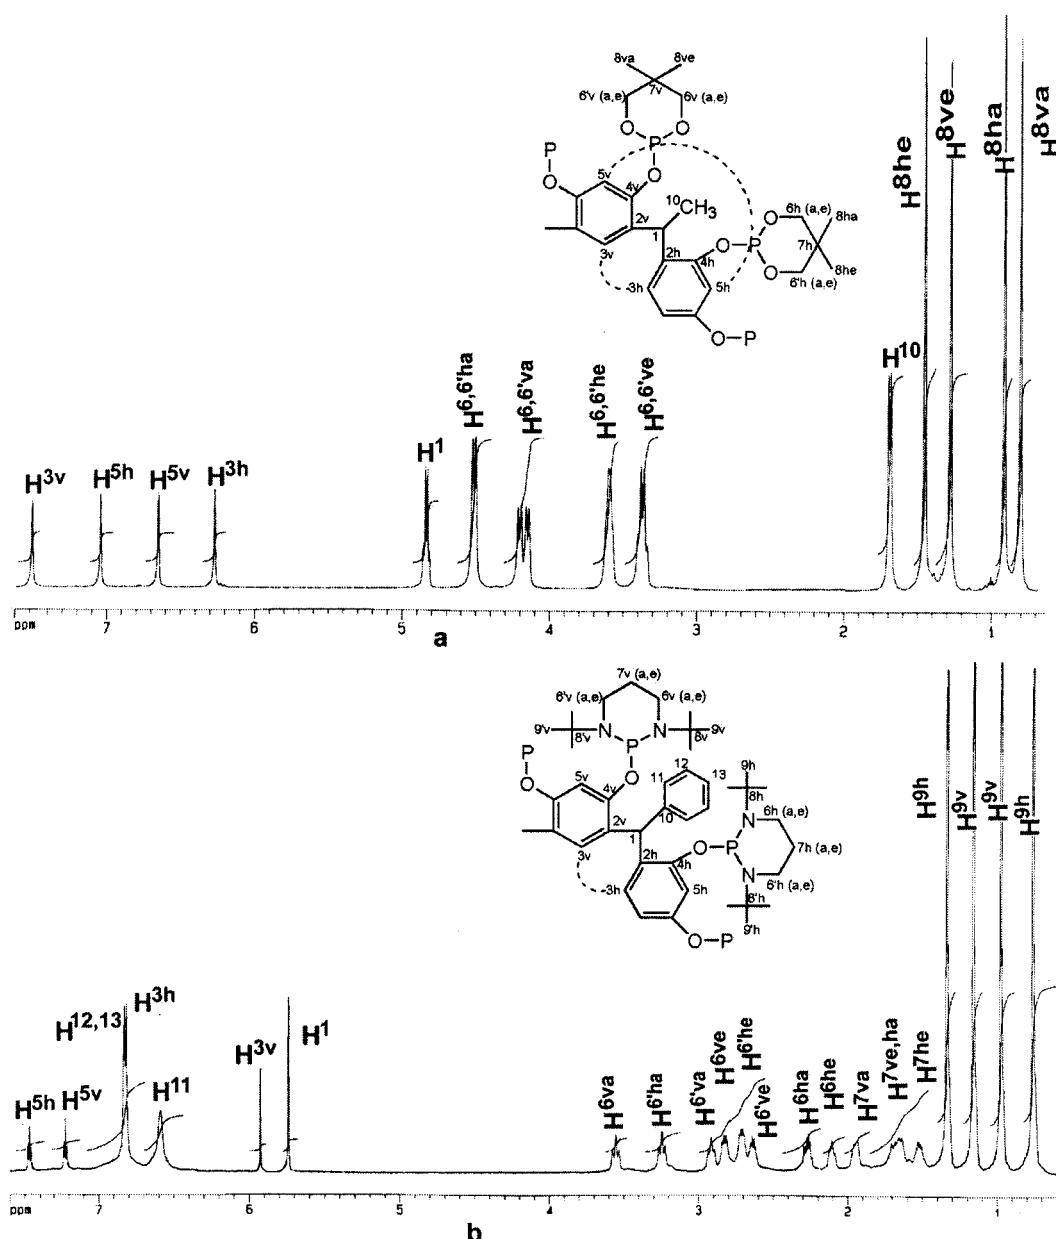 8va 8ve
7v
6'v (a,e) 6v (a,e)
O O
P
P
O
O
5v 4v
10 CH3
2v
1
3v
2h 4h
O P
O
O
6h (a,e)
8ha
7h
8he
6'h (a,e)
3h 5h
O-P
H3v
H5h
H5v
H3h
H1
H6,6'ha
H6,6'va
H6,6'he
H6,6've
H10
H8he
H8ve
H8ha
H8va
ppm 7 6 5 4 3 2 1
a
7v (a,e)
6'v (a,e) 6v (a,e)
9'v 8'v N N 8v 9v
P
P
O
O
5v 4v
12
11 13
10
2v
1
3v
9h
8h
N
6h (a,e)
7h (a,e)
O P
N
6'h (a,e)
8'h
9'h
2h 4h
3h 5h
O-P
H5h
H5v
H12,13
H3h
H11
H3v
H1
H6va
H6'ha
H6'va
H6ve
H6'he
H6've
H6ha
H6he
H7va
H7ve,ha
H7he
H9h
H9v
H9v
H9h
ppm 7 6 5 4 3 2 1
b